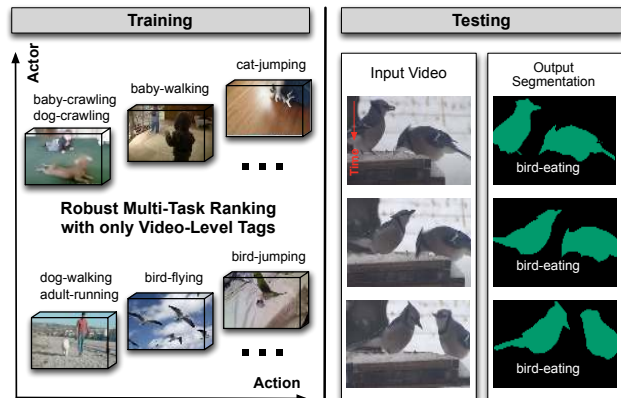 Training
Testing
Actor
cat-jumping
baby-walking
baby-crawling
dog-crawling
Robust Multi-Task Ranking
with only Video-Level Tags
bird-jumping
bird-flying
dog-walking
adult-running
Action
Input Video
Output
Segmentation
Time
bird-eating
bird-eating
bird-eating